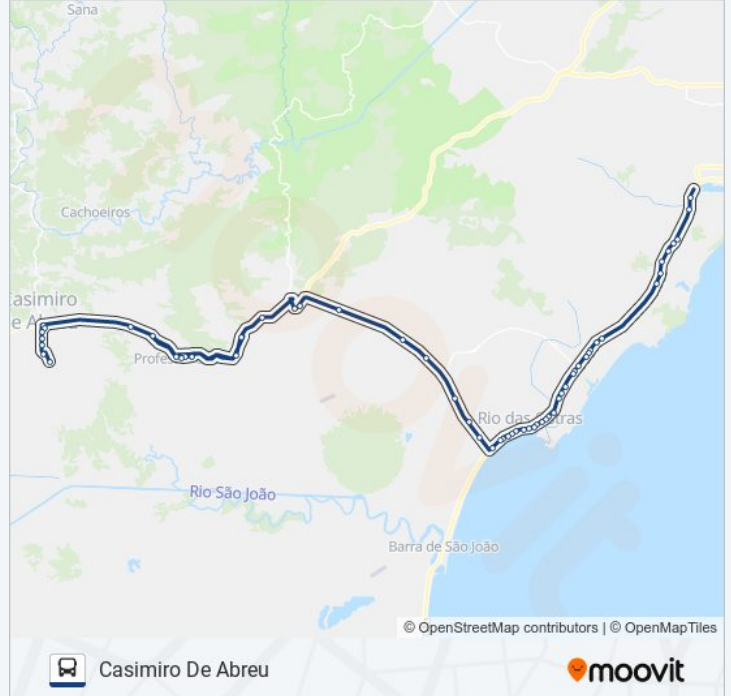 Sana
Cachoeiros
Casimiro
Rio das Ostras
Rio São João
Barra de São João
© OpenStreetMap contributors | © OpenMapTiles
Casimiro De Abreu
moovit